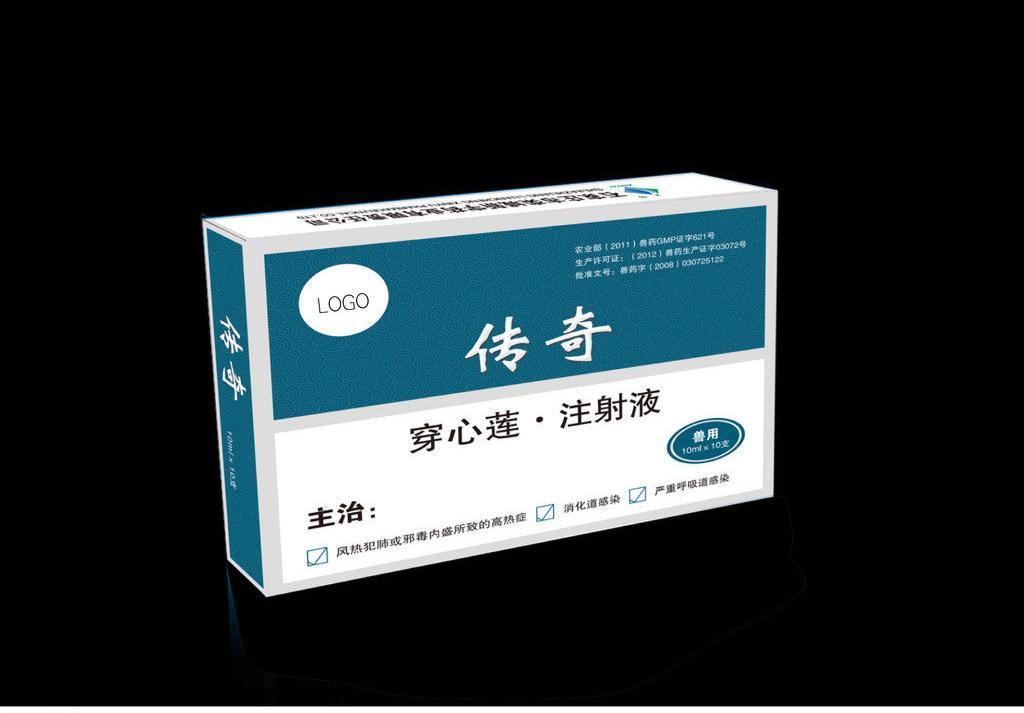 LOGO
农业部（2011）兽药GMP证字621号
生产许可证：（2012）兽药生产证字03072号
批准文号：兽药字（2008）030725122
传奇
穿心莲·注射液
兽用
10ml×10支
主治：
风热犯肺或邪毒内盛所致的高热症
消化道感染
严重呼吸道感染
传奇
10ml×10支